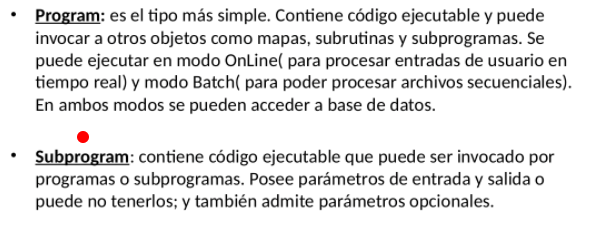 • Program: es el tipo más simple. Contiene código ejecutable y puede
invocar a otros objetos como mapas, subrutinas y subprogramas. Se
puede ejecutar en modo OnLine( para procesar entradas de usuario en
tiempo real) y modo Batch( para poder procesar archivos secuenciales).
En ambos modos se pueden acceder a base de datos.
• Subprogram: contiene código ejecutable que puede ser invocado por
programas o subprogramas. Posee parámetros de entrada y salida o
puede no tenerlos; y también admite parámetros opcionales.